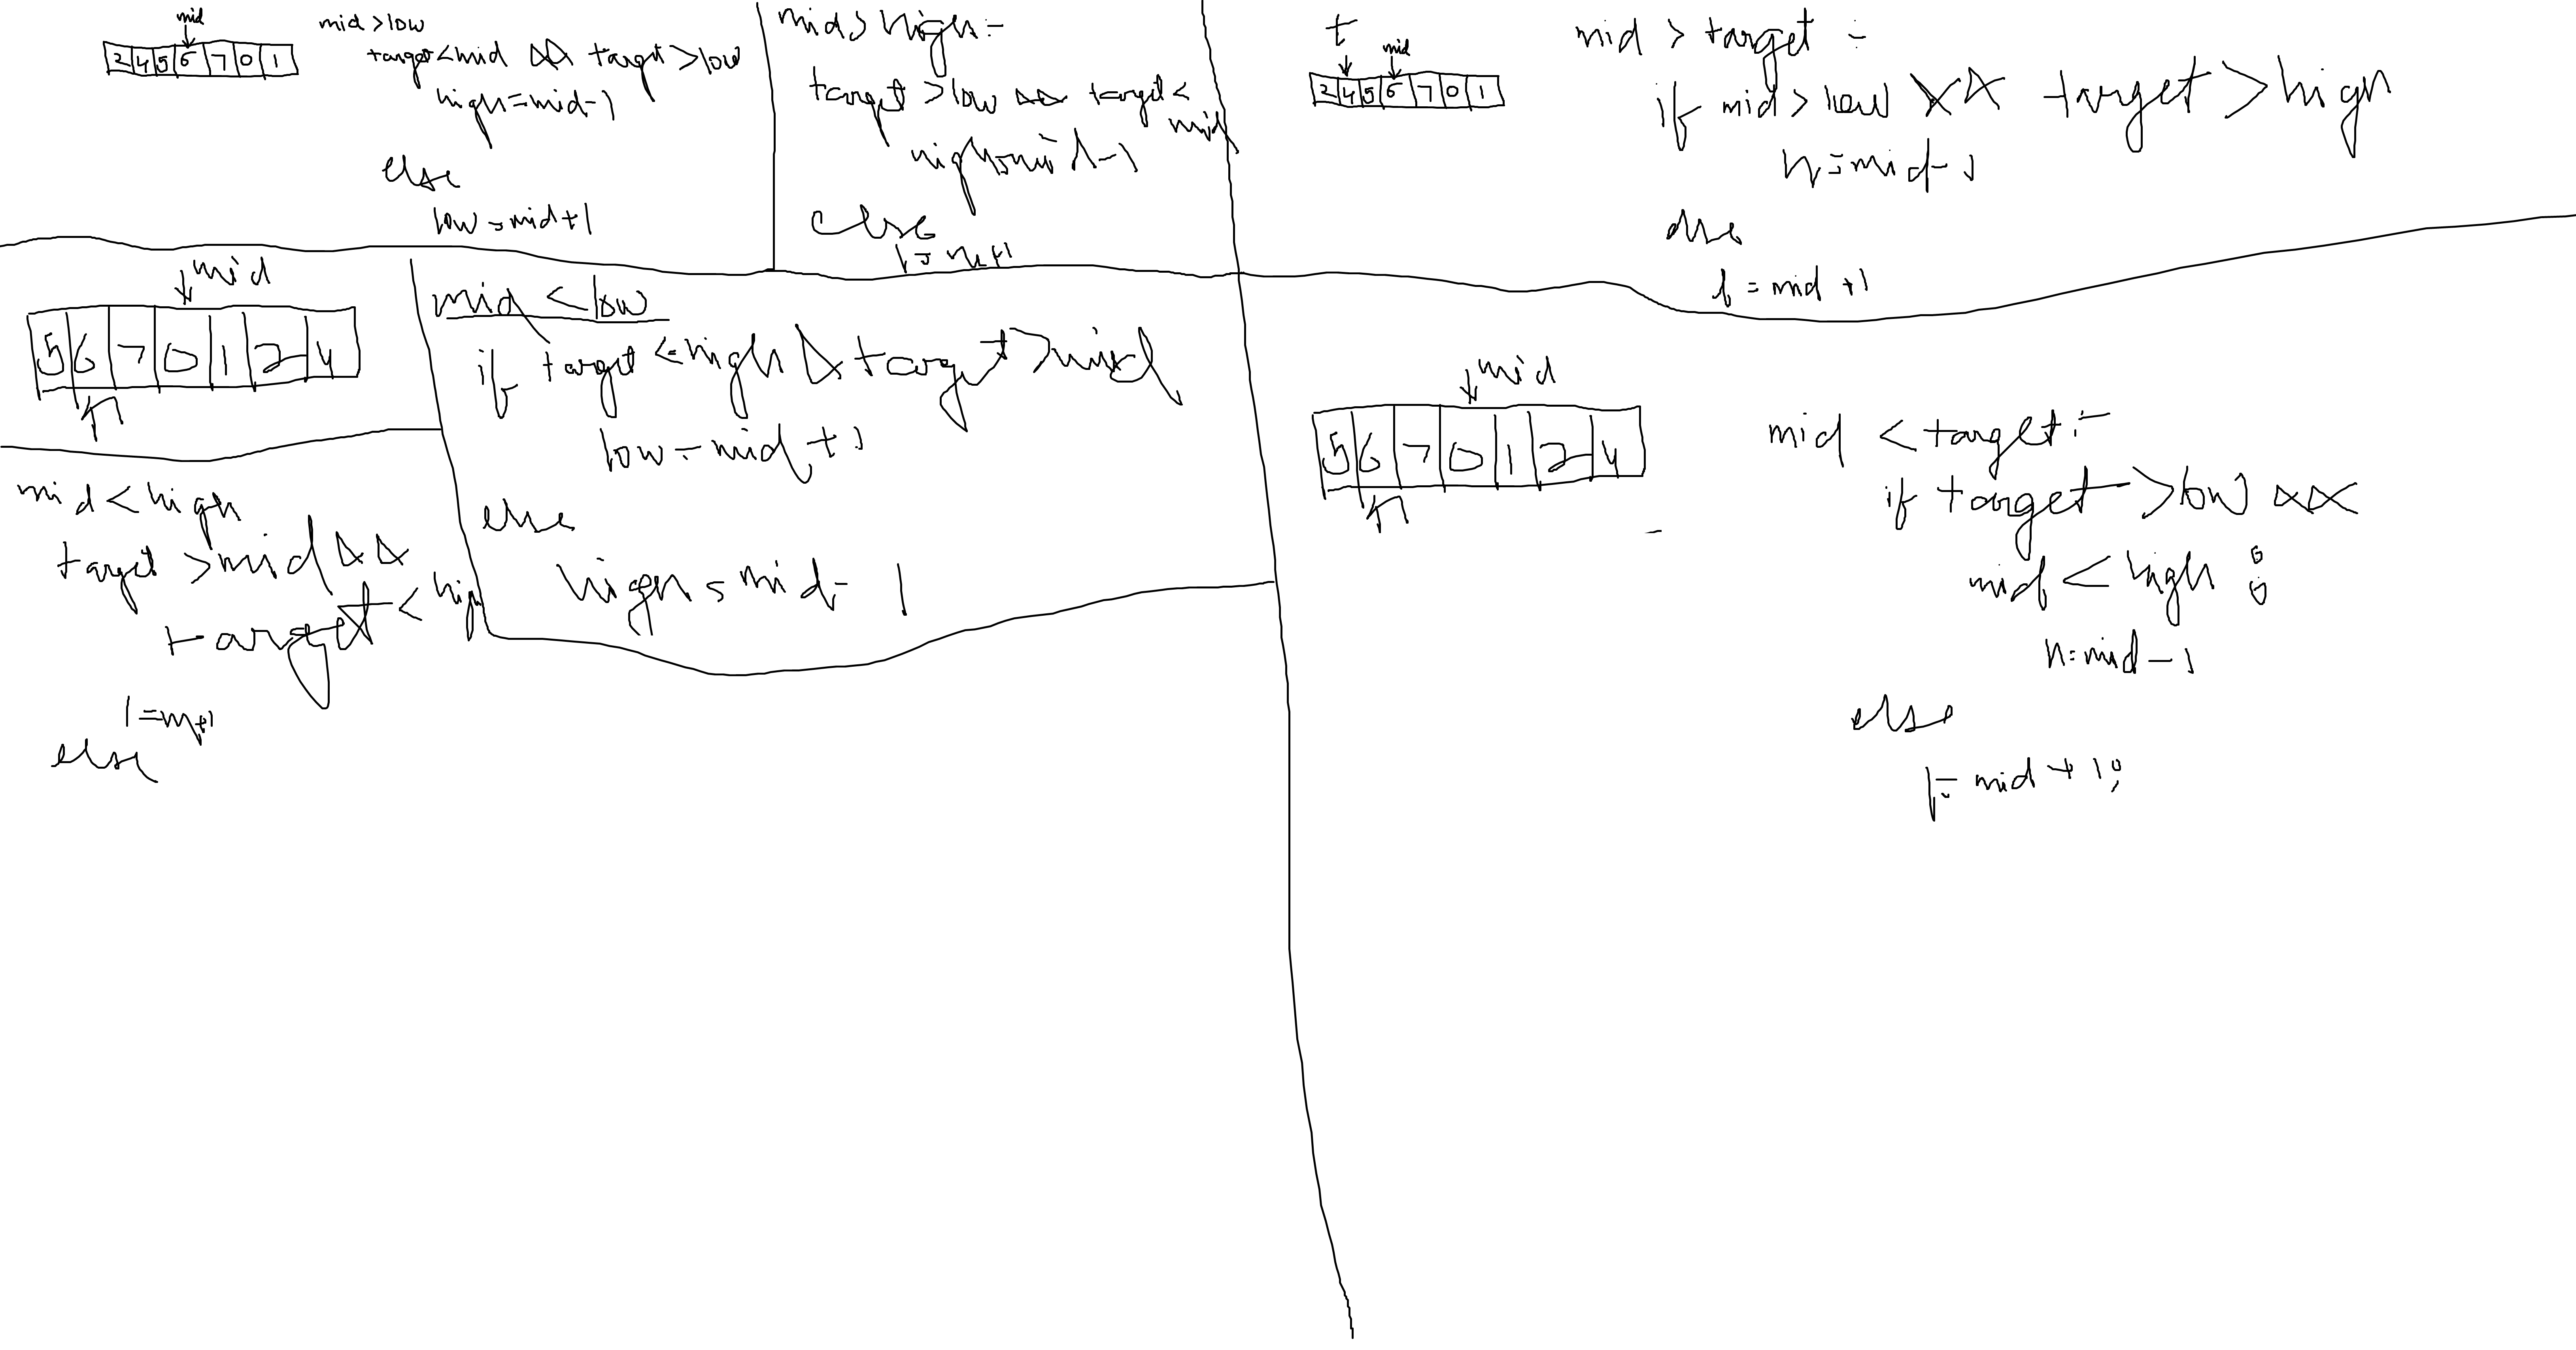 mid
2 4 5 6 7 0 1
mid > low
target < mid && target > low
high = mid - 1
else
low = mid + 1
mid > high :-
target > low && target < mid
high = mid - 1
else
l = m+1
t
mid
2 4 5 6 7 0 1
mid > target :-
if mid > low && target > high
h = mid - 1
else
l = mid + 1
mid
5 6 7 0 1 2 4
mid < low
if target <= high && target > mid
low = mid + 1
else
high = mid - 1
mid < high
target > mid &&
target < high
l = m+1
else
mid
5 6 7 0 1 2 4
mid < target :-
if target > low &&
mid < high :
h = mid - 1
else
l = mid + 1;